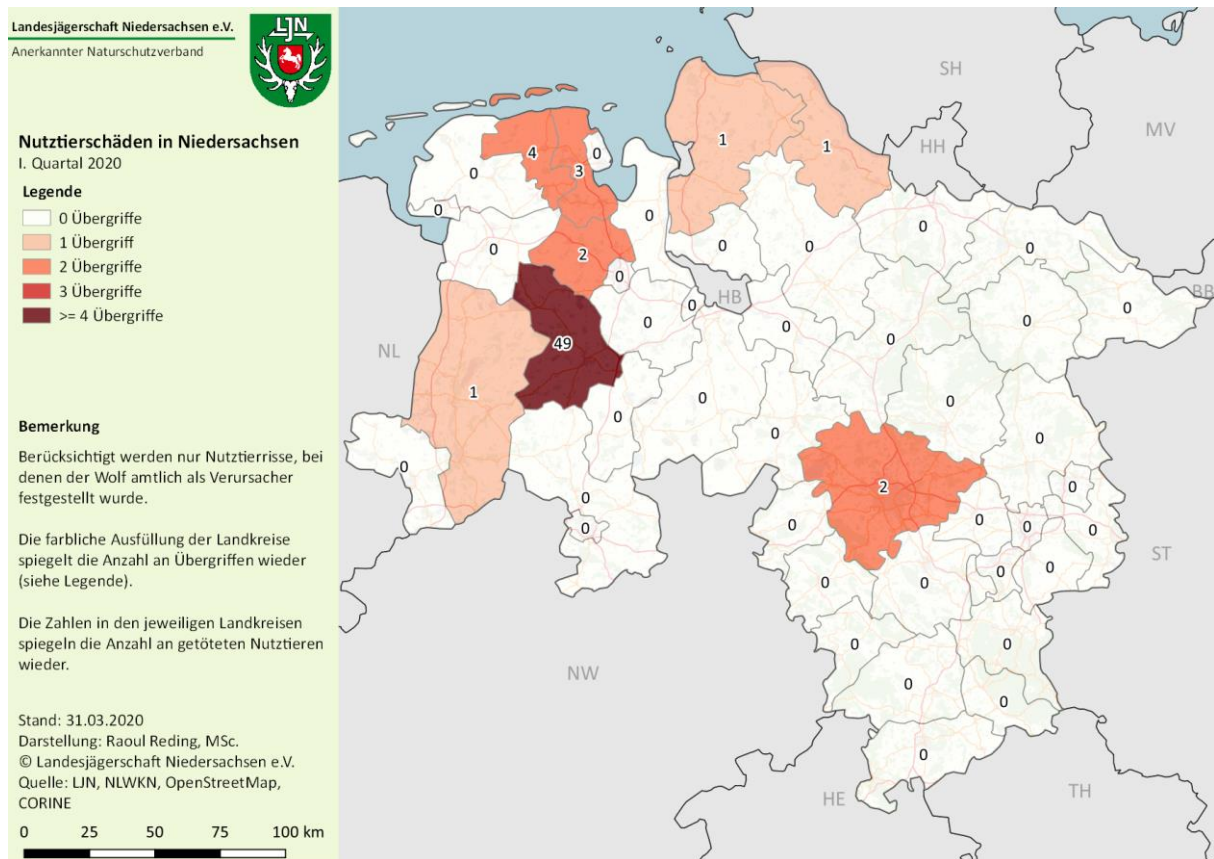 Landesjägerschaft Niedersachsen e.V.
Anerkannter Naturschutzverband
LJN
Nutztierschäden in Niedersachsen
I. Quartal 2020
Legende
0 Übergriffe
1 Übergriff
2 Übergriffe
3 Übergriffe
>= 4 Übergriffe
Bemerkung
Berücksichtigt werden nur Nutztierrisse, bei
denen der Wolf amtlich als Verursacher
festgestellt wurde.
Die farbliche Ausfüllung der Landkreise
spiegelt die Anzahl an Übergriffen wieder
(siehe Legende).
Die Zahlen in den jeweiligen Landkreisen
spiegeln die Anzahl an getöteten Nutztieren
wieder.
Stand: 31.03.2020
Darstellung: Raoul Reding, MSc.
© Landesjägerschaft Niedersachsen e.V.
Quelle: LJN, NLWKN, OpenStreetMap,
CORINE
0 25 50 75 100 km
SH
MV
HH
1
1
4
0
3
0
0
0
0
2
0
0
0
0
0
0
HB
0
BB
0
0
0
0
0
NL
49
1
0
0
0
0
0
0
2
0
0
0
0
0
0
0
0
ST
0
0
0
0
0
NW
0
0
0
HE
TH